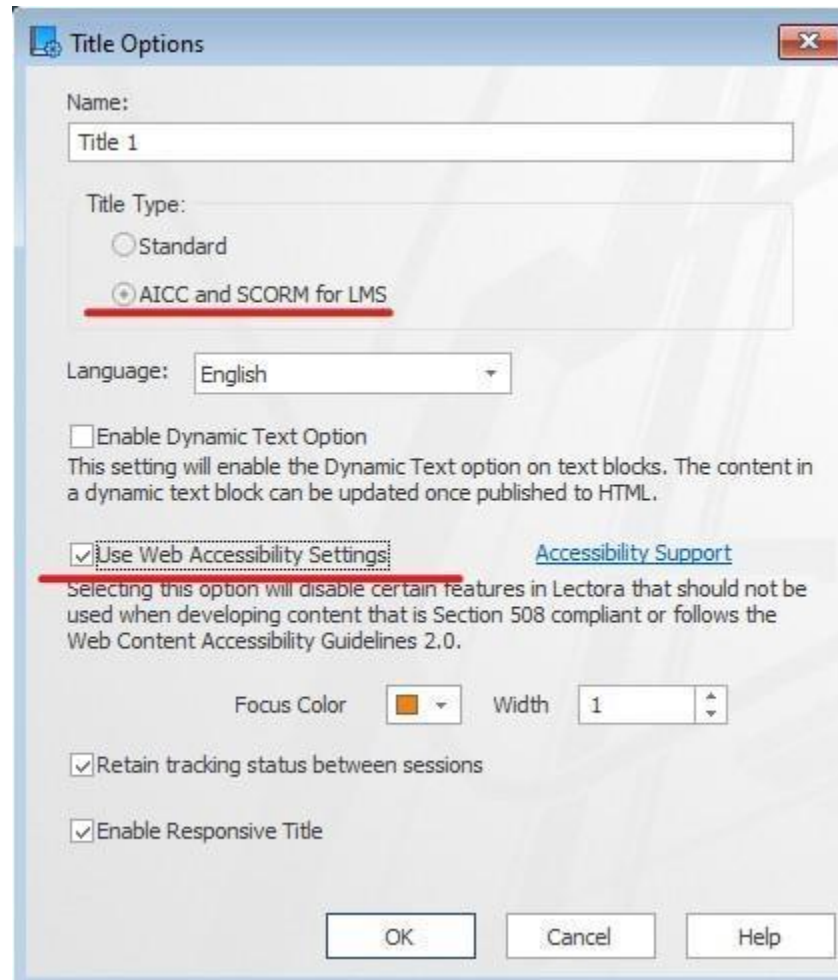 Title Options
Name:
Title 1
Title Type:
Standard
AICC and SCORM for LMS
Language: English
Enable Dynamic Text Option
This setting will enable the Dynamic Text option on text blocks. The content in
a dynamic text block can be updated once published to HTML.
Use Web Accessibility Settings Accessibility Support
Selecting this option will disable certain features in Lectora that should not be
used when developing content that is Section 508 compliant or follows the
Web Content Accessibility Guidelines 2.0.
Focus Color Width 1
Retain tracking status between sessions
Enable Responsive Title
OK Cancel Help